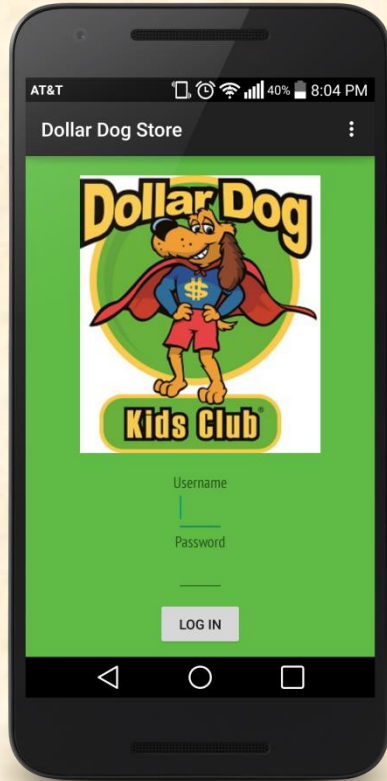 AT&T 40% 8:04 PM
Dollar Dog Store
Dollar Dog
$
Kids Club®
Username
Password
LOG IN